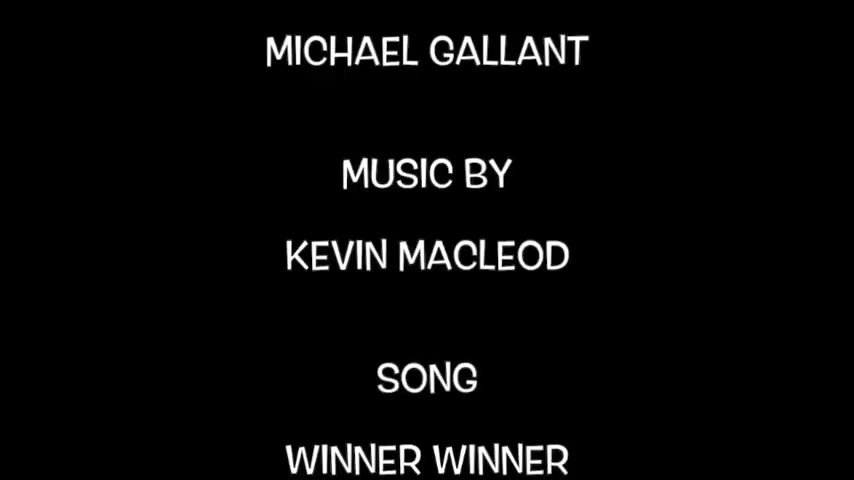 MICHAEL GALLANT
MUSIC BY
KEVIN MACLEOD
SONG
WINNER WINNER